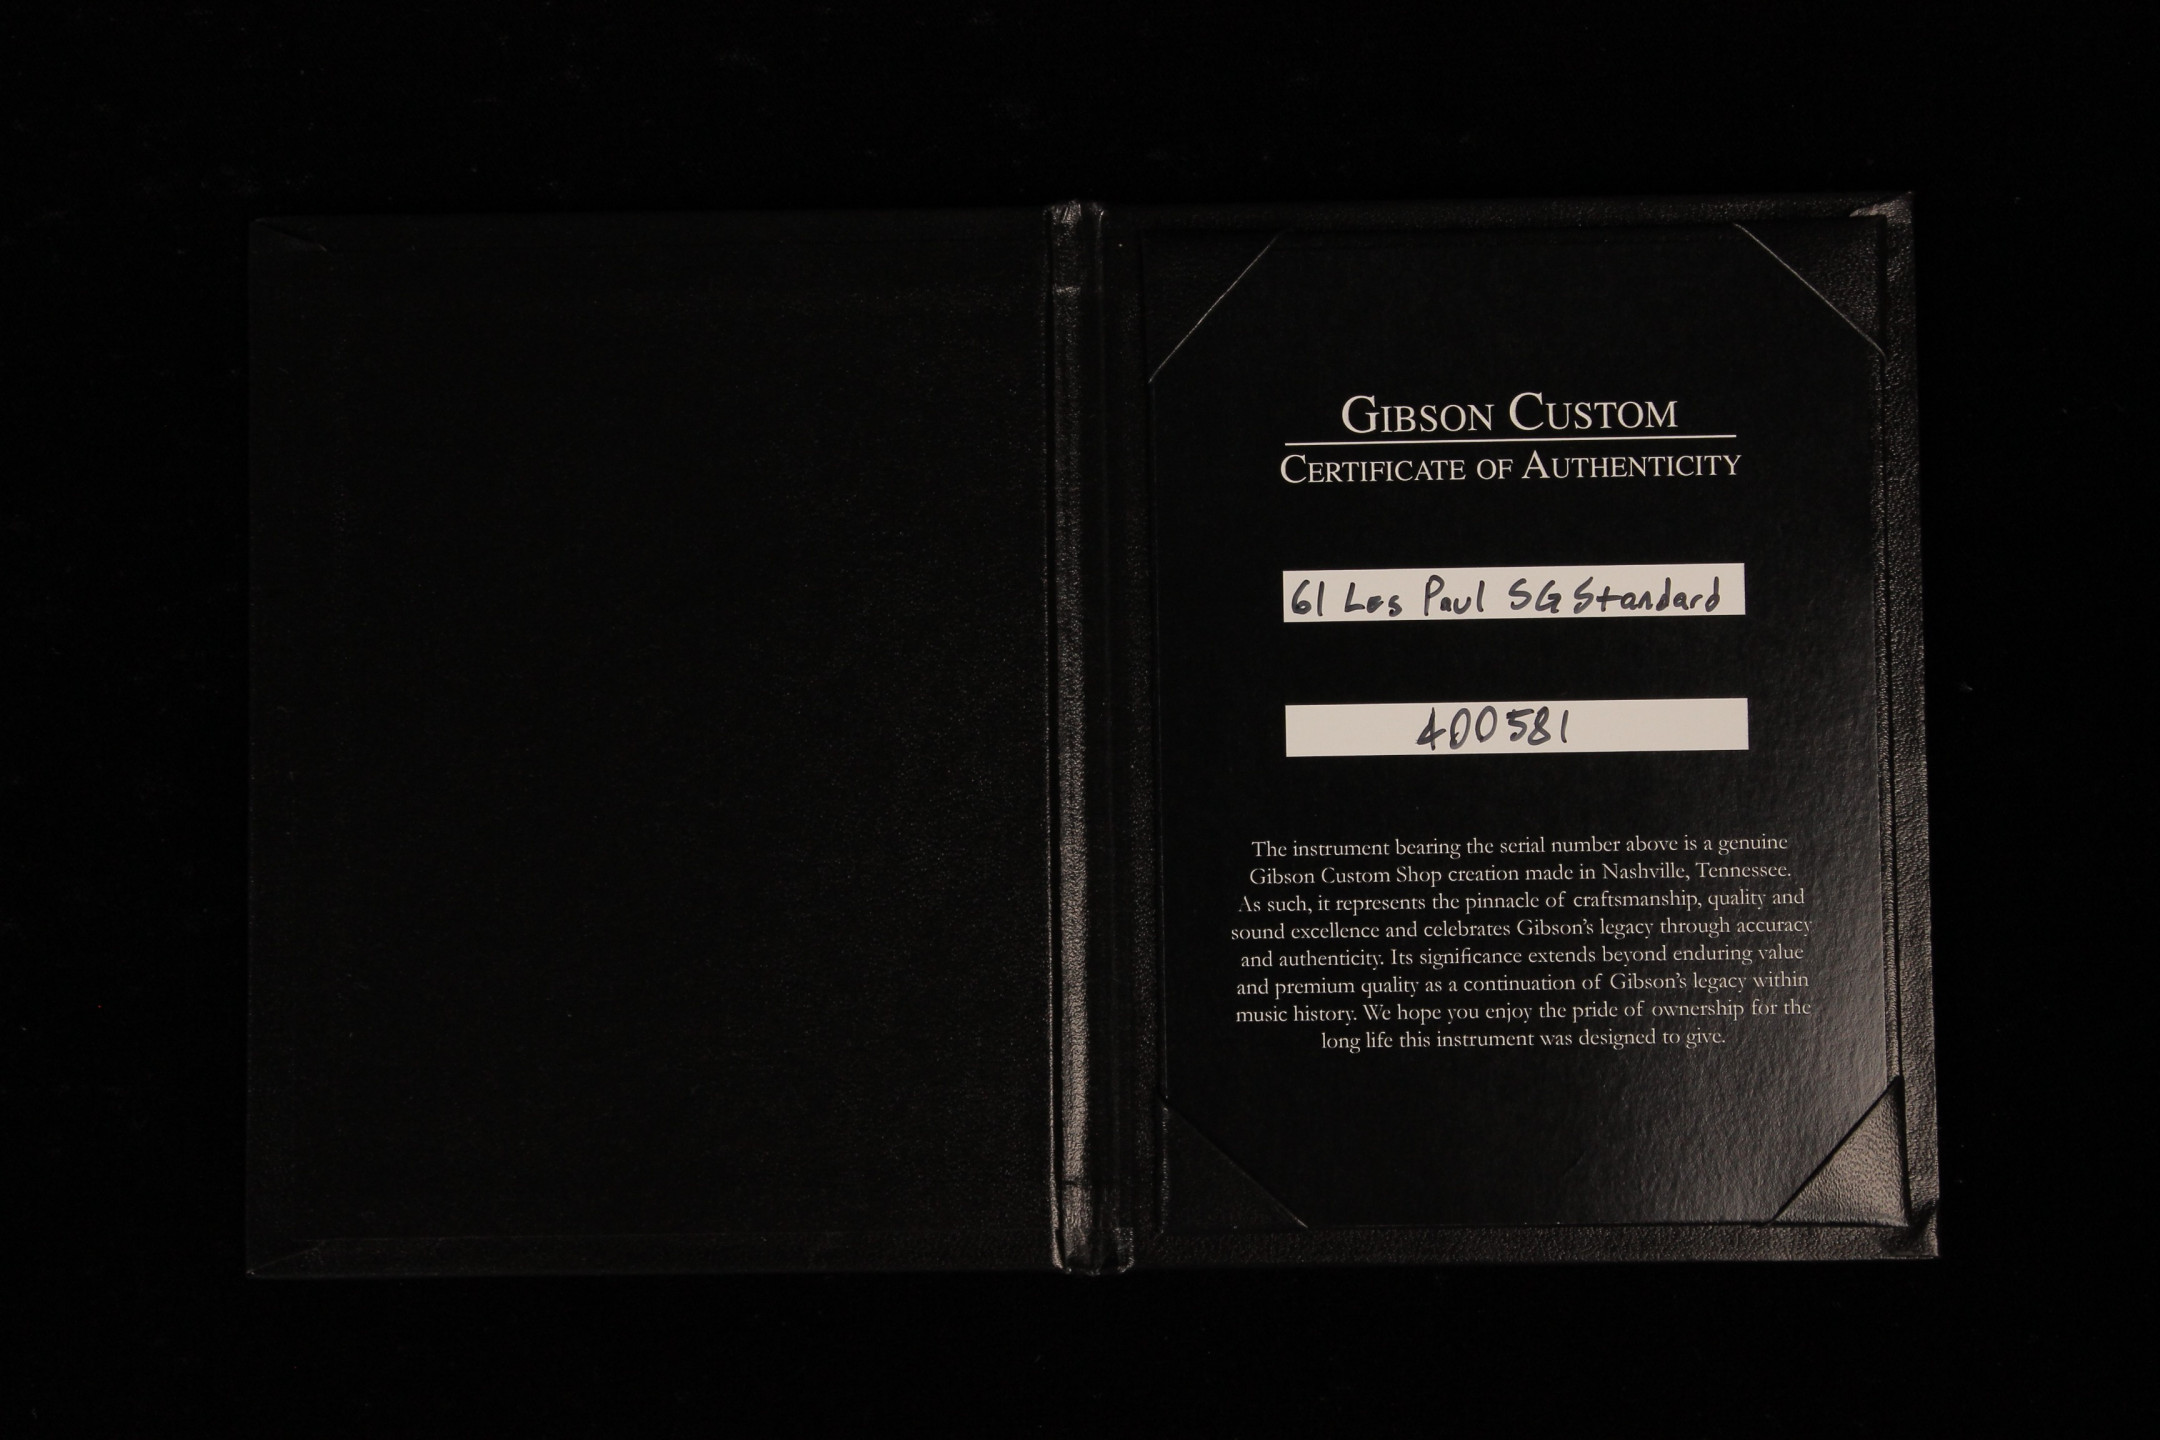 GIBSON CUSTOM
CERTIFICATE OF AUTHENTICITY
61 Les Paul SG Standard
400581
The instrument bearing the serial number above is a genuine
Gibson Custom Shop creation made in Nashville, Tennessee.
As such, it represents the pinnacle of craftsmanship, quality and
sound excellence and celebrates Gibson's legacy through accuracy
and authenticity. Its significance extends beyond enduring value
and premium quality as a continuation of Gibson's legacy within
music history. We hope you enjoy the pride of ownership for the
long life this instrument was designed to give.